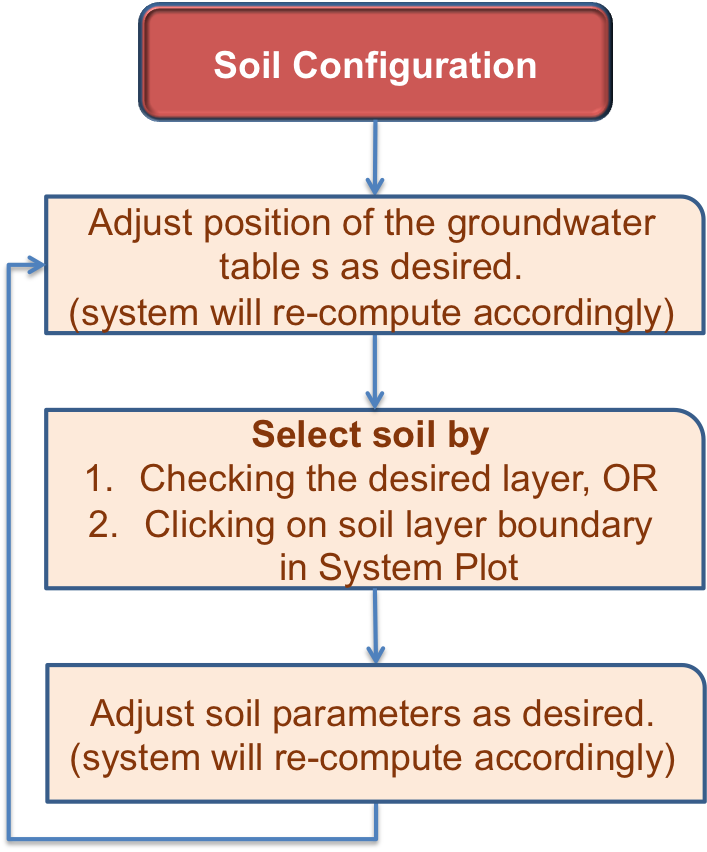 Soil Configuration
Adjust position of the groundwater
table s as desired.
(system will re-compute accordingly)
Select soil by
1. Checking the desired layer, OR
2. Clicking on soil layer boundary
in System Plot
Adjust soil parameters as desired.
(system will re-compute accordingly)